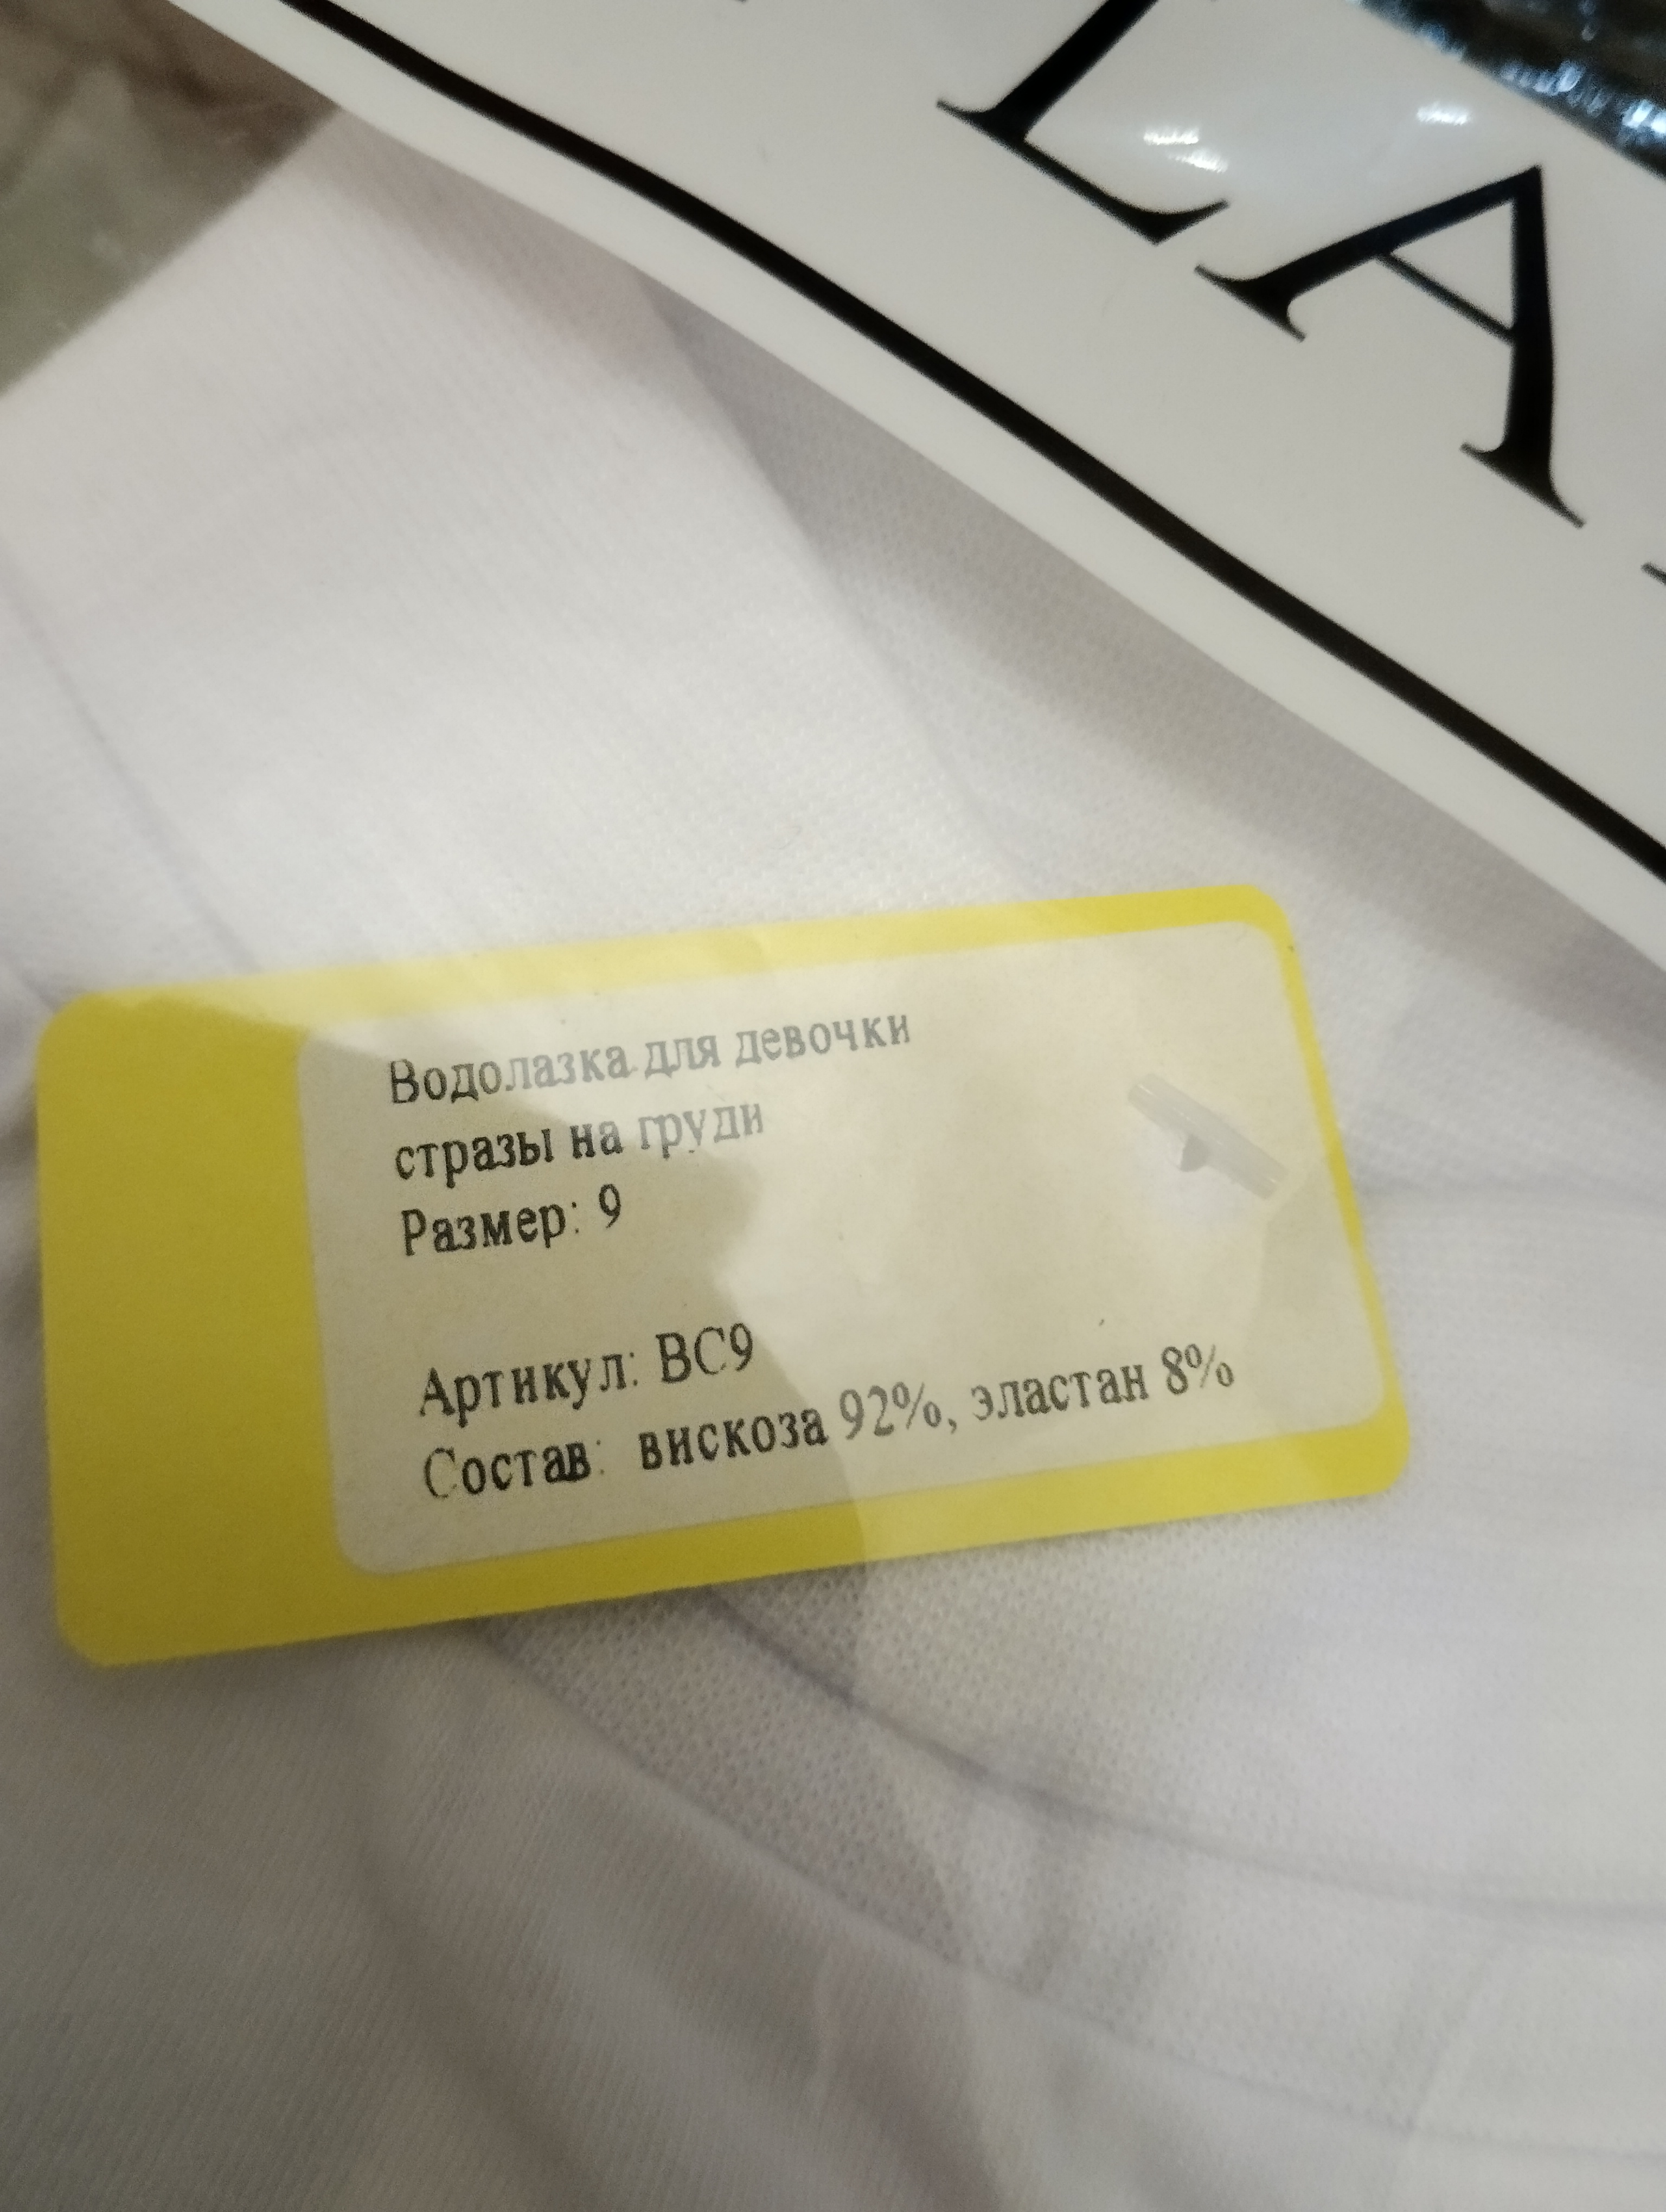 LA
Водолазка для девочки
стразы на груди
Размер: 9
Артикул: ВС9
Состав: вискоза 92%, эластан 8%